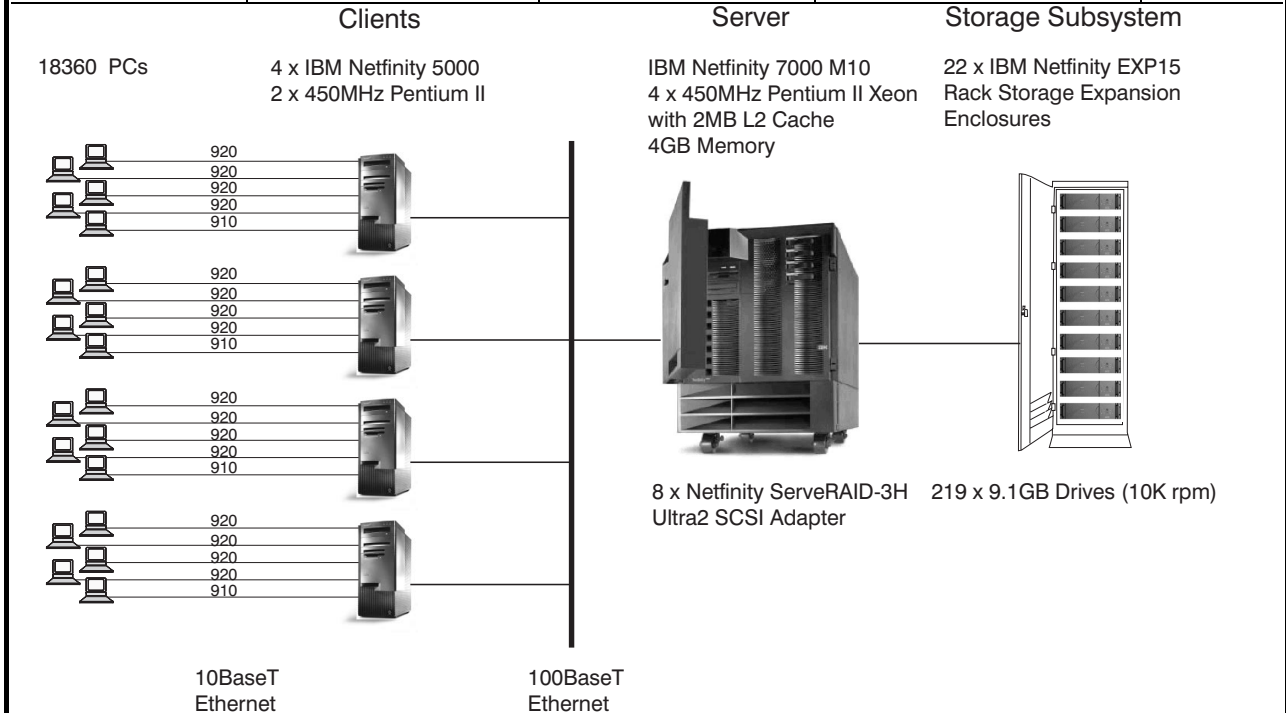 Clients
Server
Storage Subsystem
18360 PCs
4 x IBM Netfinity 5000
2 x 450MHz Pentium II
IBM Netfinity 7000 M10
4 x 450MHz Pentium II Xeon
with 2MB L2 Cache
4GB Memory
22 x IBM Netfinity EXP15
Rack Storage Expansion
Enclosures
920
920
920
920
910
920
920
920
920
910
920
920
920
920
910
920
920
920
920
910
8 x Netfinity ServeRAID-3H
Ultra2 SCSI Adapter
219 x 9.1GB Drives (10K rpm)
10BaseT
Ethernet
100BaseT
Ethernet